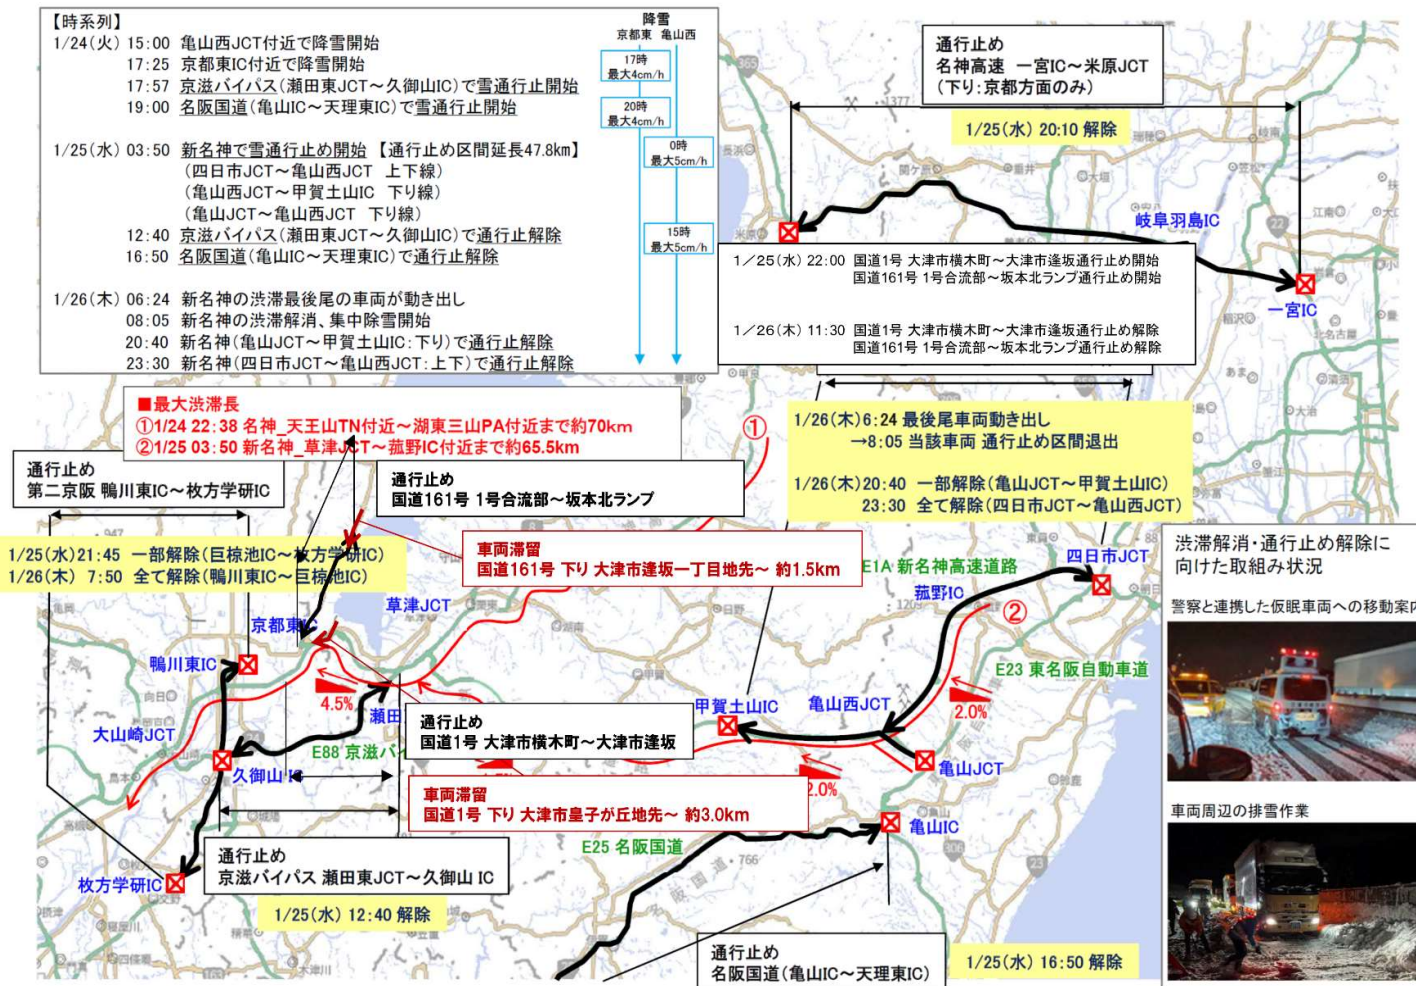 【時系列】
1/24(火) 15:00 亀山西JCT付近で降雪開始
17:25 京都東IC付近で降雪開始
17:57 京滋バイパス(瀬田東JCT～久御山IC)で雪通行止開始
19:00 名阪国道(亀山IC～天理東IC)で雪通行止開始
1/25(水) 03:50 新名神で雪通行止め開始 【通行止め区間延長47.8km】
(四日市JCT～亀山西JCT 上下線)
(亀山西JCT～甲賀土山IC 下り線)
(亀山JCT～亀山西JCT 下り線)
12:40 京滋バイパス(瀬田東JCT～久御山IC)で通行止解除
16:50 名阪国道(亀山IC～天理東IC)で通行止解除
1/26(木) 06:24 新名神の渋滞最後尾の車両が動き出し
08:05 新名神の渋滞解消、集中除雪開始
20:40 新名神(亀山JCT～甲賀土山IC:下り)で通行止解除
23:30 新名神(四日市JCT～亀山西JCT:上下)で通行止解除
降雪
京都東 亀山西
17時
最大4cm/h
20時
最大4cm/h
0時
最大5cm/h
15時
最大5cm/h
通行止め
名神高速 一宮IC～米原JCT
(下り:京都方面のみ)
1/25(水) 20:10 解除
岐阜羽島IC
一宮IC
1／25(水) 22:00 国道1号 大津市横木町～大津市逢坂通行止め開始
国道161号 1号合流部～坂本北ランプ通行止め開始
1／26(木) 11:30 国道1号 大津市横木町～大津市逢坂通行止め解除
国道161号 1号合流部～坂本北ランプ通行止め解除
■最大渋滞長
①1/24 22:38 名神_天王山TN付近～湖東三山PA付近まで約70km
②1/25 03:50 新名神_草津JCT～菰野IC付近まで約65.5km
①
1/26(木)6:24 最後尾車両動き出し
→8:05 当該車両 通行止め区間退出
1/26(木)20:40 一部解除(亀山JCT～甲賀土山IC)
23:30 全て解除(四日市JCT～亀山西JCT)
通行止め
第二京阪 鴨川東IC～枚方学研IC
通行止め
国道161号 1号合流部～坂本北ランプ
1/25(水)21:45 一部解除(巨椋池IC～枚方学研IC)
1/26(木) 7:50 全て解除(鴨川東IC～巨椋池IC)
車両滞留
国道161号 下り 大津市逢坂一丁目地先～ 約1.5km
E1A 新名神高速道路
四日市JCT
菰野IC
②
草津JCT
京都東IC
鴨川東IC
E23 東名阪自動車道
4.5%
瀬田
大山崎JCT
甲賀土山IC
亀山西JCT
2.0%
通行止め
国道1号 大津市横木町～大津市逢坂
E88 京滋バイ
久御山 IC
2.0%
亀山JCT
車両滞留
国道1号 下り 大津市皇子が丘地先～ 約3.0km
亀山IC
E25 名阪国道
通行止め
京滋バイパス 瀬田東JCT～久御山 IC
枚方学研IC
1/25(水) 12:40 解除
通行止め
名阪国道(亀山IC～天理東IC)
1/25(水) 16:50 解除
渋滞解消・通行止め解除に
向けた取組み状況
警察と連携した仮眠車両への移動案内
車両周辺の排雪作業